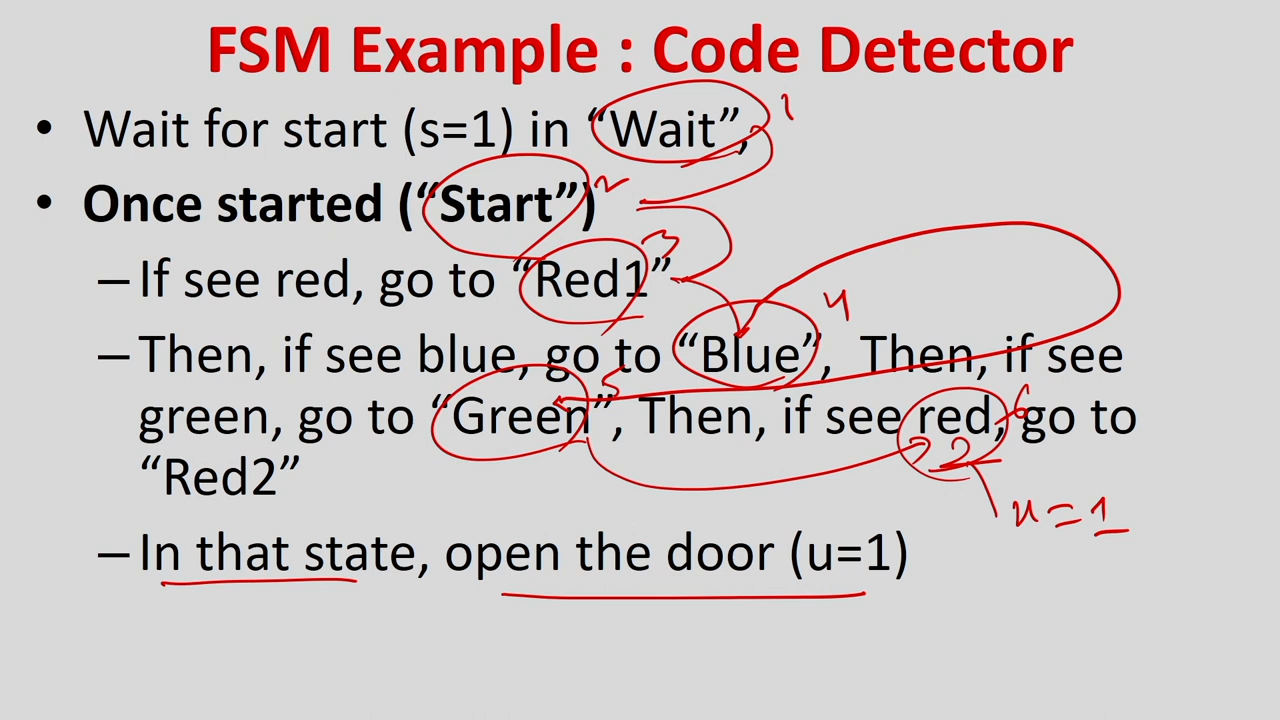 FSM Example : Code Detector
• Wait for start (s=1) in “Wait”, 1
• Once started (“Start”) 2
–If see red, go to “Red1” 3
–Then, if see blue, go to “Blue”, Then, if see 4
green, go to “Green”, Then, if see red, go to 5 6
“Red2” 2
u=1
–In that state, open the door (u=1)